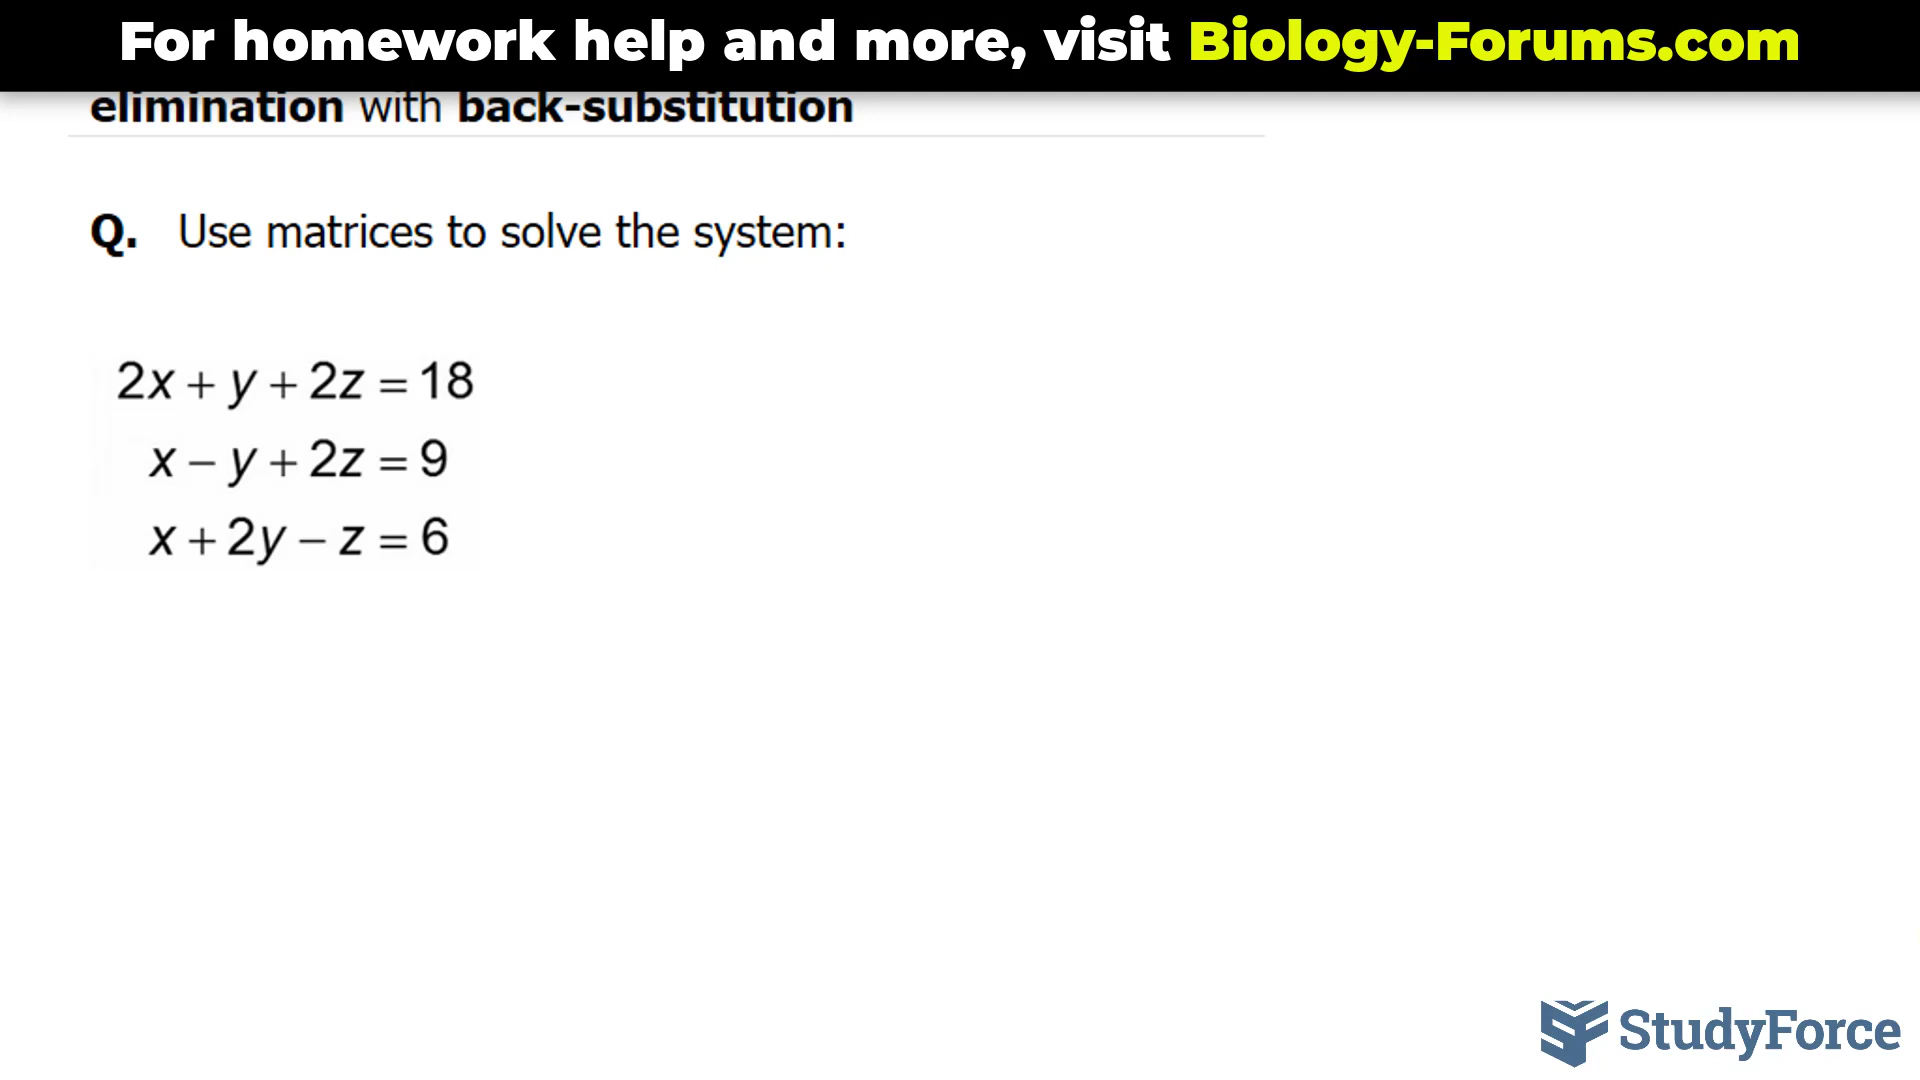 For homework help and more, visit Biology-Forums.com
elimination with back-substitution
Q. Use matrices to solve the system:
2x + y + 2z = 18
x − y + 2z = 9
x + 2y − z = 6
StudyForce